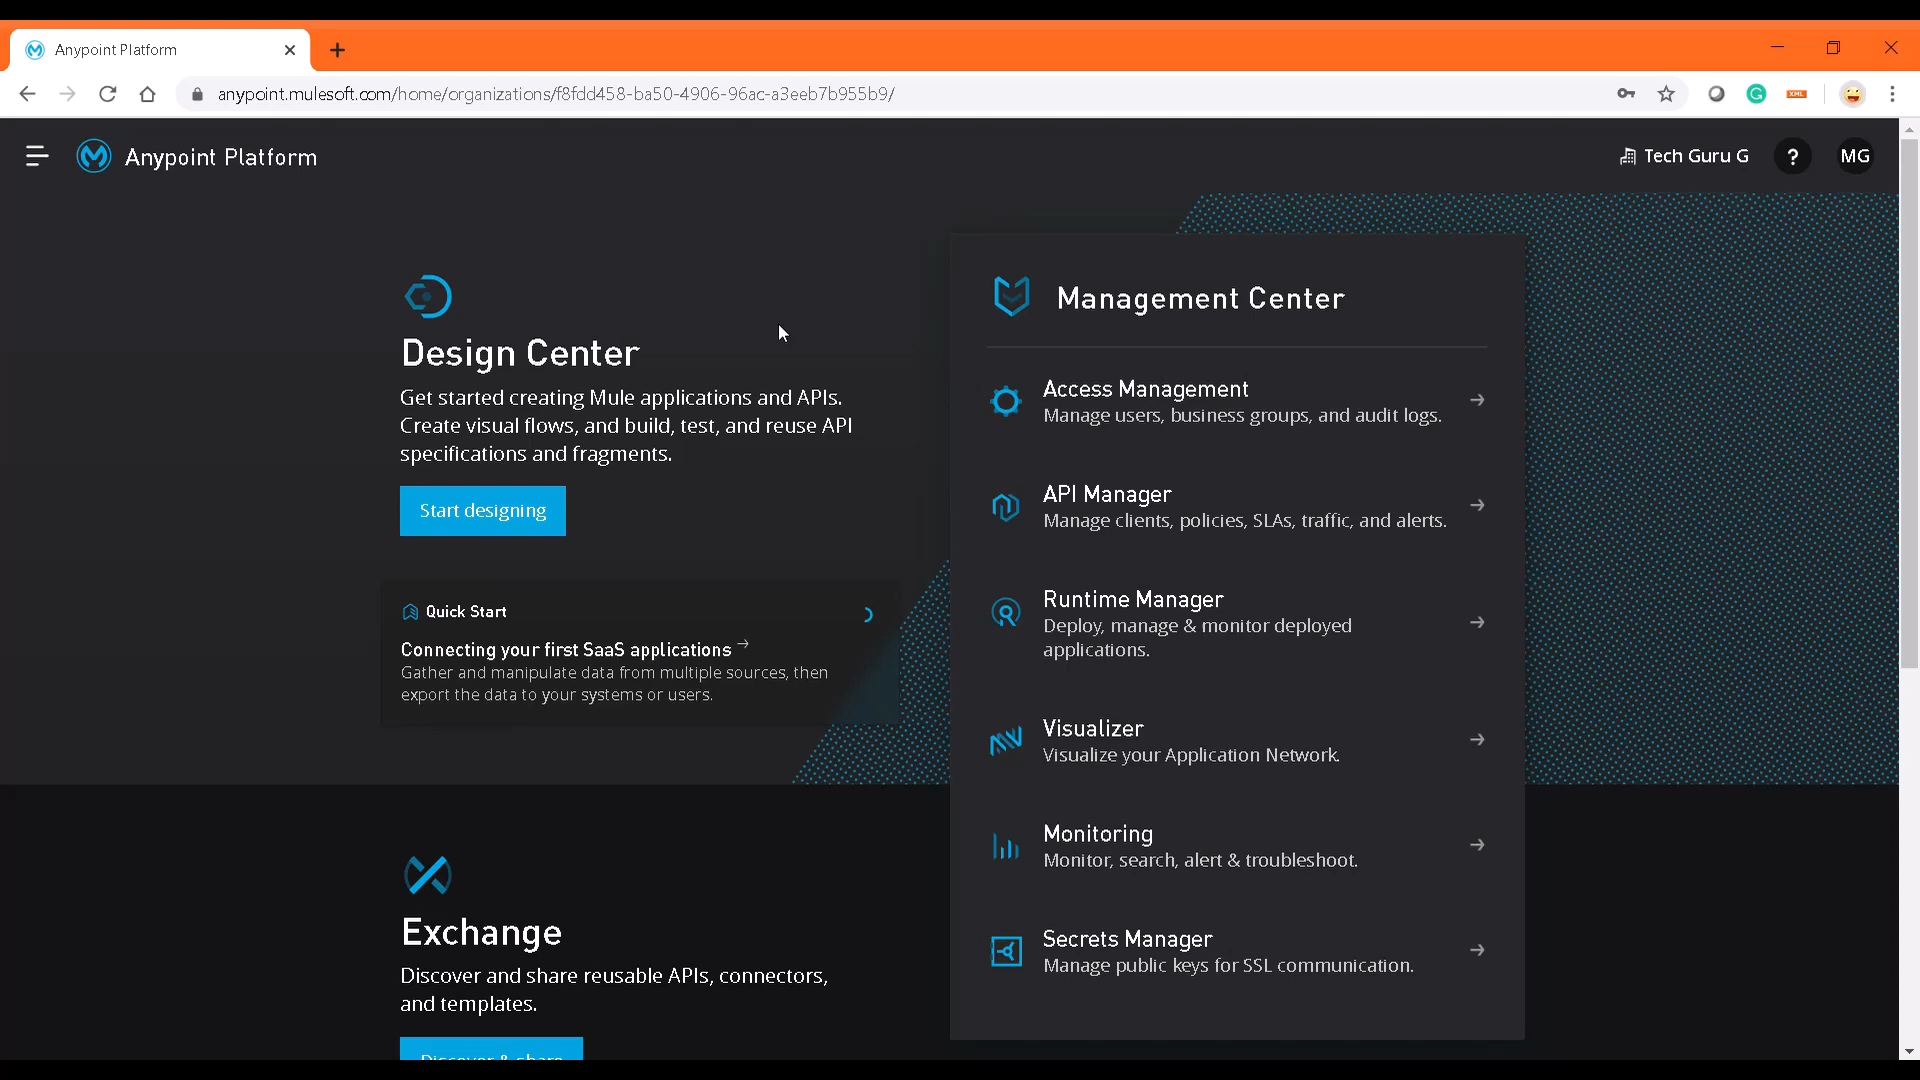 Anypoint Platform
anypoint.mulesoft.com/home/organizations/f8fdd458-ba50-4906-96ac-a3eeb7b955b9/
XML
Anypoint Platform
Tech Guru G
?
MG
Design Center
Get started creating Mule applications and APIs.
Create visual flows, and build, test, and reuse API
specifications and fragments.
Start designing
Quick Start
Connecting your first SaaS applications →
Gather and manipulate data from multiple sources, then
export the data to your systems or users.
Exchange
Discover and share reusable APIs, connectors,
and templates.
Discover & share
Management Center
Access Management
Manage users, business groups, and audit logs.
API Manager
Manage clients, policies, SLAs, traffic, and alerts.
Runtime Manager
Deploy, manage & monitor deployed
applications.
Visualizer
Visualize your Application Network.
Monitoring
Monitor, search, alert & troubleshoot.
Secrets Manager
Manage public keys for SSL communication.